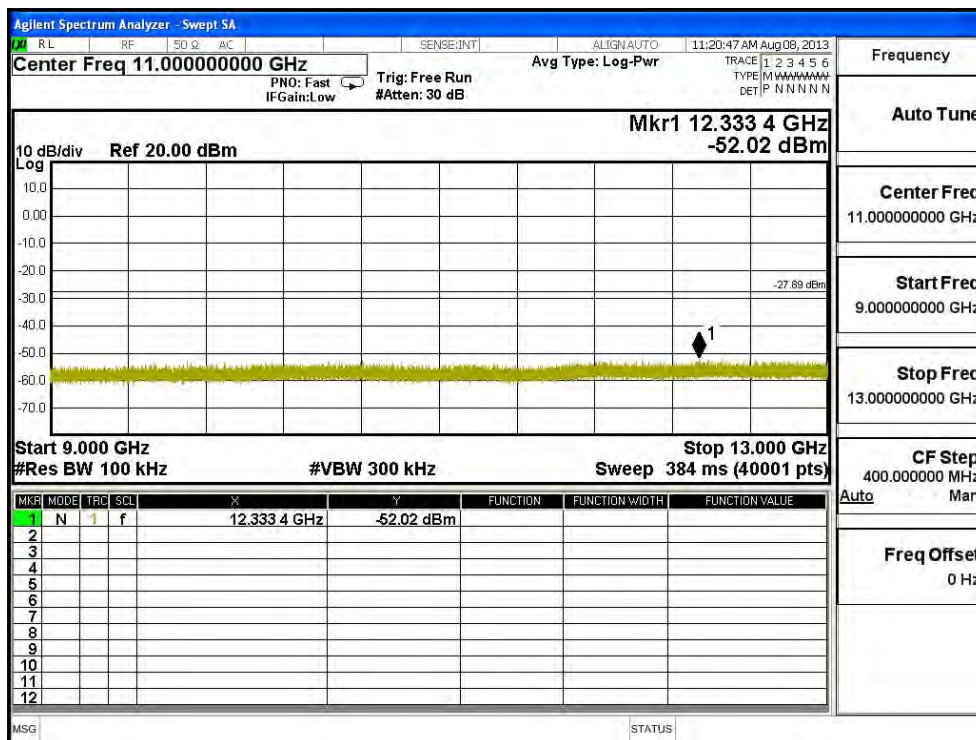 Agilent Spectrum Analyzer - Swept SA
RL RF 50 Ω AC SENSE:INT ALIGNAUTO 11:20:47 AM Aug 08, 2013
Center Freq 11.000000000 GHz
PNO: Fast
IFGain:Low
Trig: Free Run
#Atten: 30 dB
Avg Type: Log-Pwr
TRACE 1 2 3 4 5 6
TYPE M
DET P N N N N N
Mkr1 12.333 4 GHz
-52.02 dBm
10 dB/div Ref 20.00 dBm
Log
10.0
0.00
-10.0
-20.0
-27.89 dBm
-30.0
-40.0
1
-50.0
-60.0
-70.0
Start 9.000 GHz Stop 13.000 GHz
#Res BW 100 kHz #VBW 300 kHz Sweep 384 ms (40001 pts)
MKR MODE TRC SCL X Y FUNCTION FUNCTION WIDTH FUNCTION VALUE
1 N 1 f 12.333 4 GHz -52.02 dBm
2
3
4
5
6
7
8
9
10
11
12
MSG STATUS
Frequency
Auto Tune
Center Freq
11.000000000 GHz
Start Freq
9.000000000 GHz
Stop Freq
13.000000000 GHz
CF Step
400.000000 MHz
Auto Man
Freq Offset
0 Hz